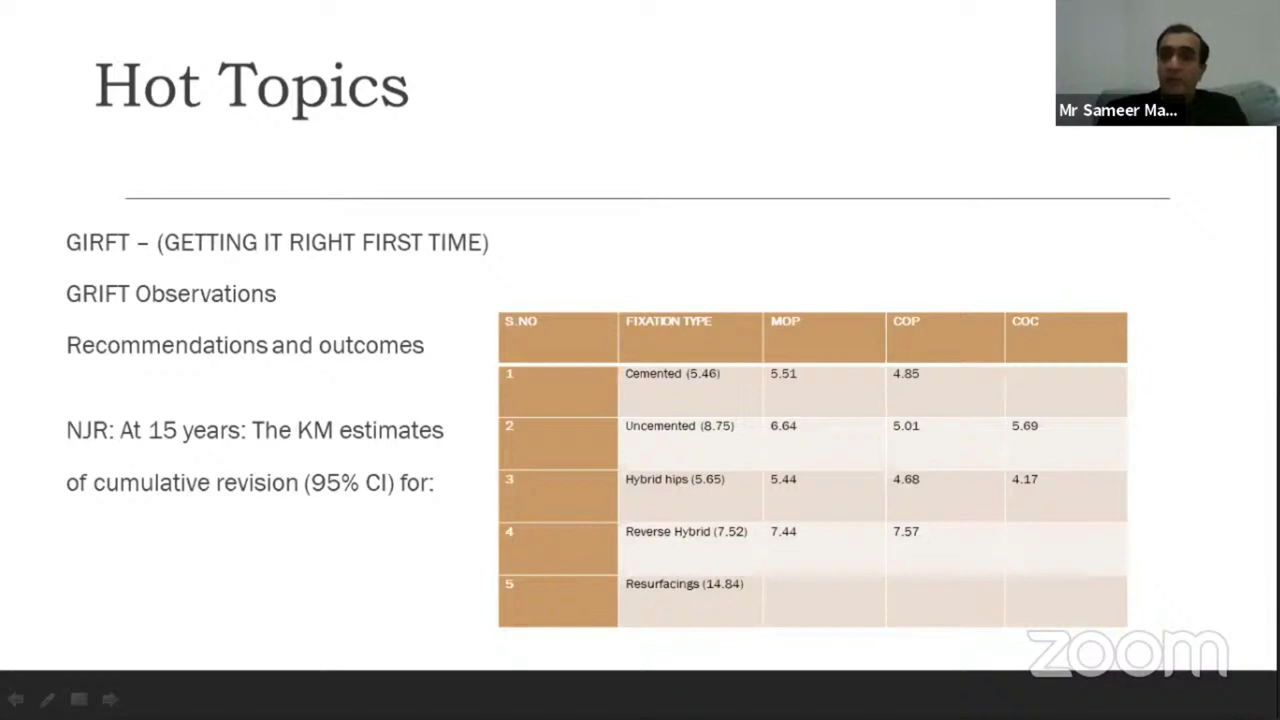 Hot Topics
Mr Sameer Ma...
GIRFT – (GETTING IT RIGHT FIRST TIME)
GRIFT Observations
Recommendations and outcomes
NJR: At 15 years: The KM estimates
of cumulative revision (95% CI) for:
S.NO FIXATION TYPE MOP COP COC
1 Cemented (5.46) 5.51 4.85
2 Uncemented (8.75) 6.64 5.01 5.69
3 Hybrid hips (5.65) 5.44 4.68 4.17
4 Reverse Hybrid (7.52) 7.44 7.57
5 Resurfacings (14.84)
zoom